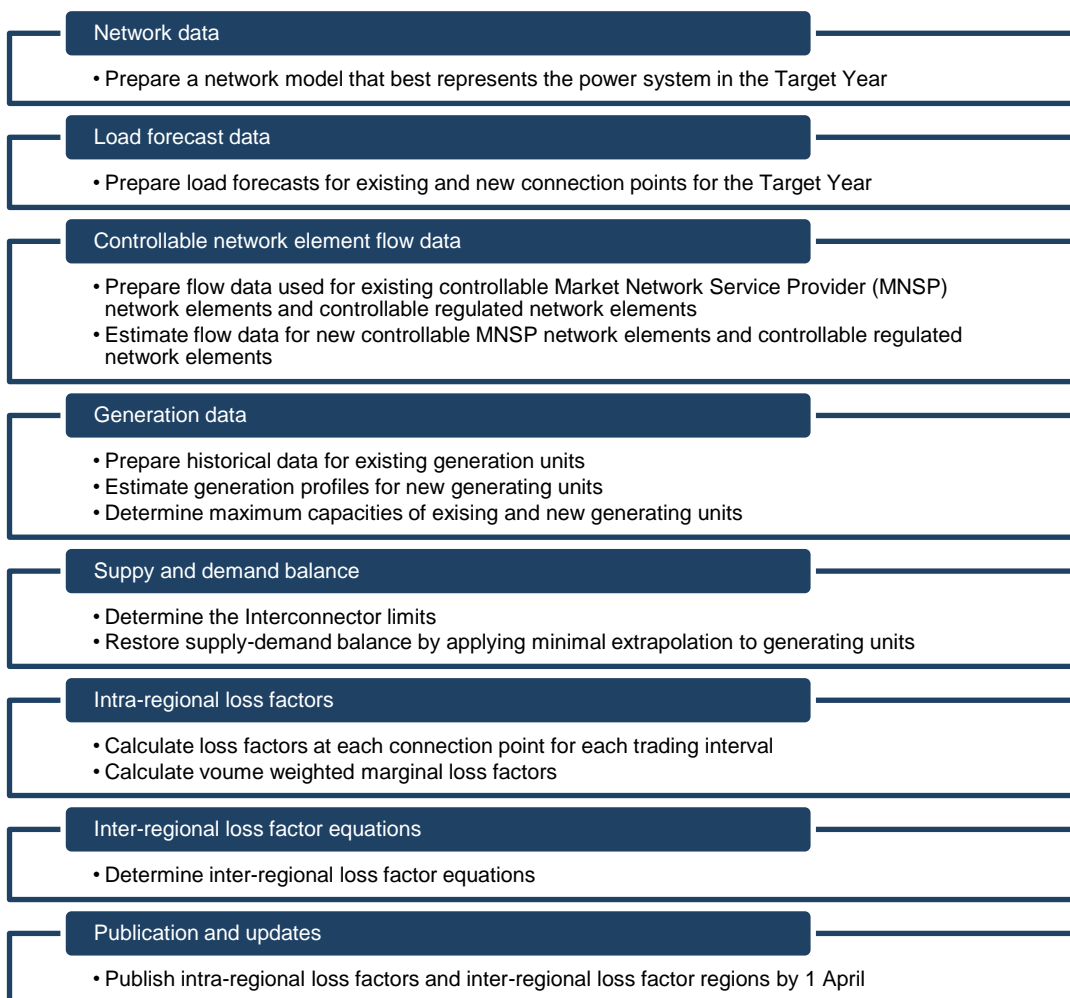 Network data
• Prepare a network model that best represents the power system in the Target Year
Load forecast data
• Prepare load forecasts for existing and new connection points for the Target Year
Controllable network element flow data
• Prepare flow data used for existing controllable Market Network Service Provider (MNSP)
network elements and controllable regulated network elements
• Estimate flow data for new controllable MNSP network elements and controllable regulated
network elements
Generation data
• Prepare historical data for existing generation units
• Estimate generation profiles for new generating units
• Determine maximum capacities of exising and new generating units
Suppy and demand balance
• Determine the Interconnector limits
• Restore supply-demand balance by applying minimal extrapolation to generating units
Intra-regional loss factors
• Calculate loss factors at each connection point for each trading interval
• Calculate voume weighted marginal loss factors
Inter-regional loss factor equations
• Determine inter-regional loss factor equations
Publication and updates
• Publish intra-regional loss factors and inter-regional loss factor regions by 1 April